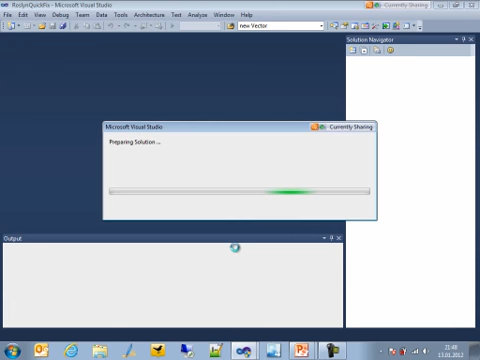 RoslynQuickFix - Microsoft Visual Studio
Currently Sharing
File Edit View Debug Team Data Tools Architecture Test Analyze Window Help
new Vector
Solution Navigator
Microsoft Visual Studio
Currently Sharing
Preparing Solution ...
Output
21:48
13.01.2012